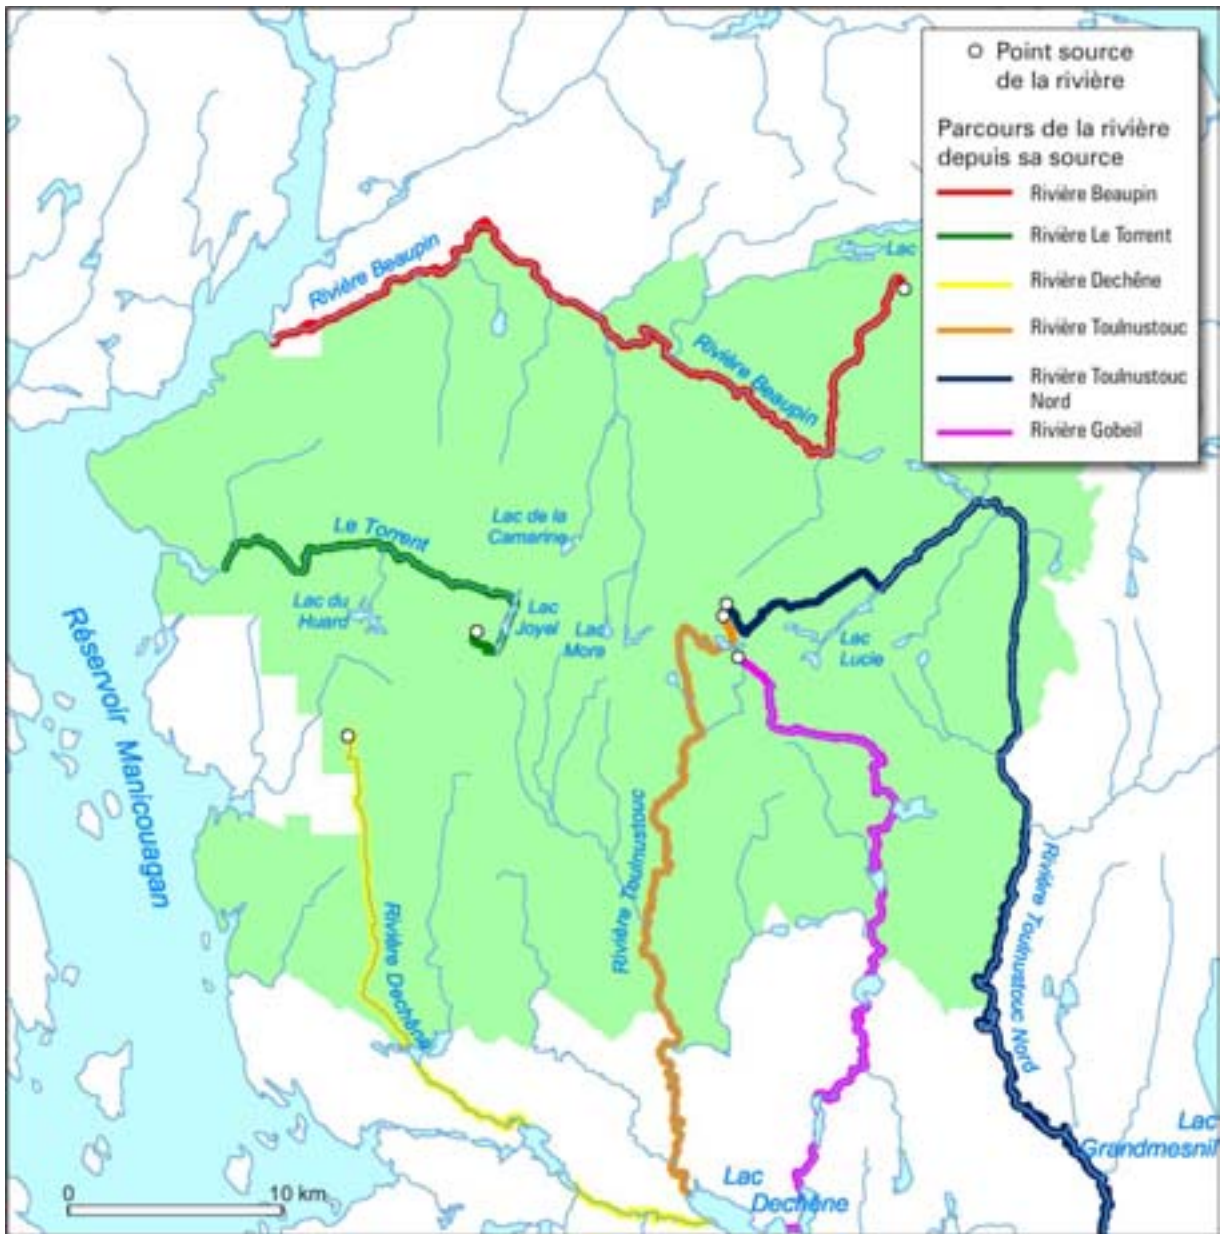 Point source
de la rivière
Parcours de la rivière
depuis sa source
Rivière Beaupin
Rivière Le Torrent
Rivière Dechêne
Rivière Toulnustouc
Rivière Toulnustouc
Nord
Rivière Gobeil
Lac
Rivière Beaupin
Rivière Beaupin
Le Torrent
Lac de la
Camarine
Lac du
Huard
Lac
Joyel
Lac
Mora
Lac
Lucie
Réservoir Manicouagan
Rivière Dechêne
Rivière Toulnustouc
Rivière Toulnustouc Nord
Lac
Grandmesnil
Lac
Dechêne
0 10 km